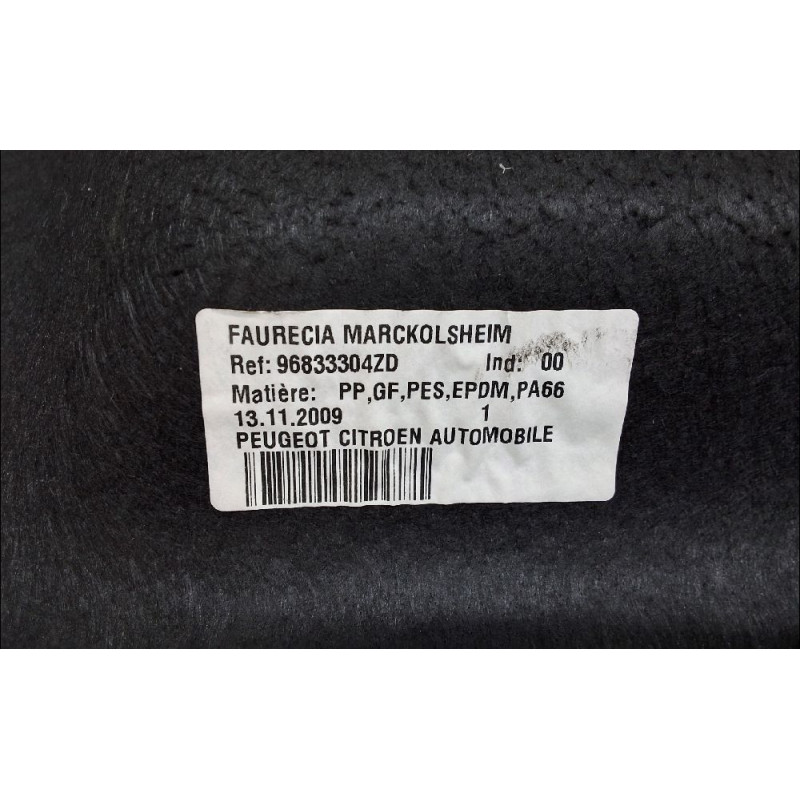 FAURECIA MARCKOLSHEIM
Ref: 96833304ZD Ind: 00
Matière: PP,GF,PES,EPDM,PA66
13.11.2009 1
PEUGEOT CITROEN AUTOMOBILE